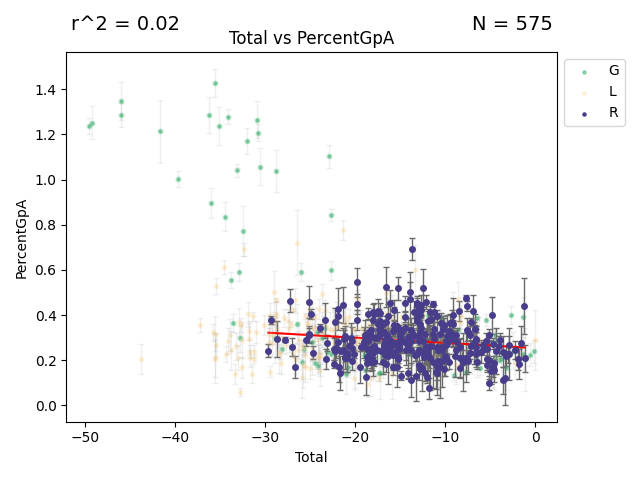 r^2 = 0.02
N = 575
Total vs PercentGpA
G
L
R
PercentGpA
1.4
1.2
1.0
0.8
0.6
0.4
0.2
0.0
−50
−40
−30
−20
−10
0
Total